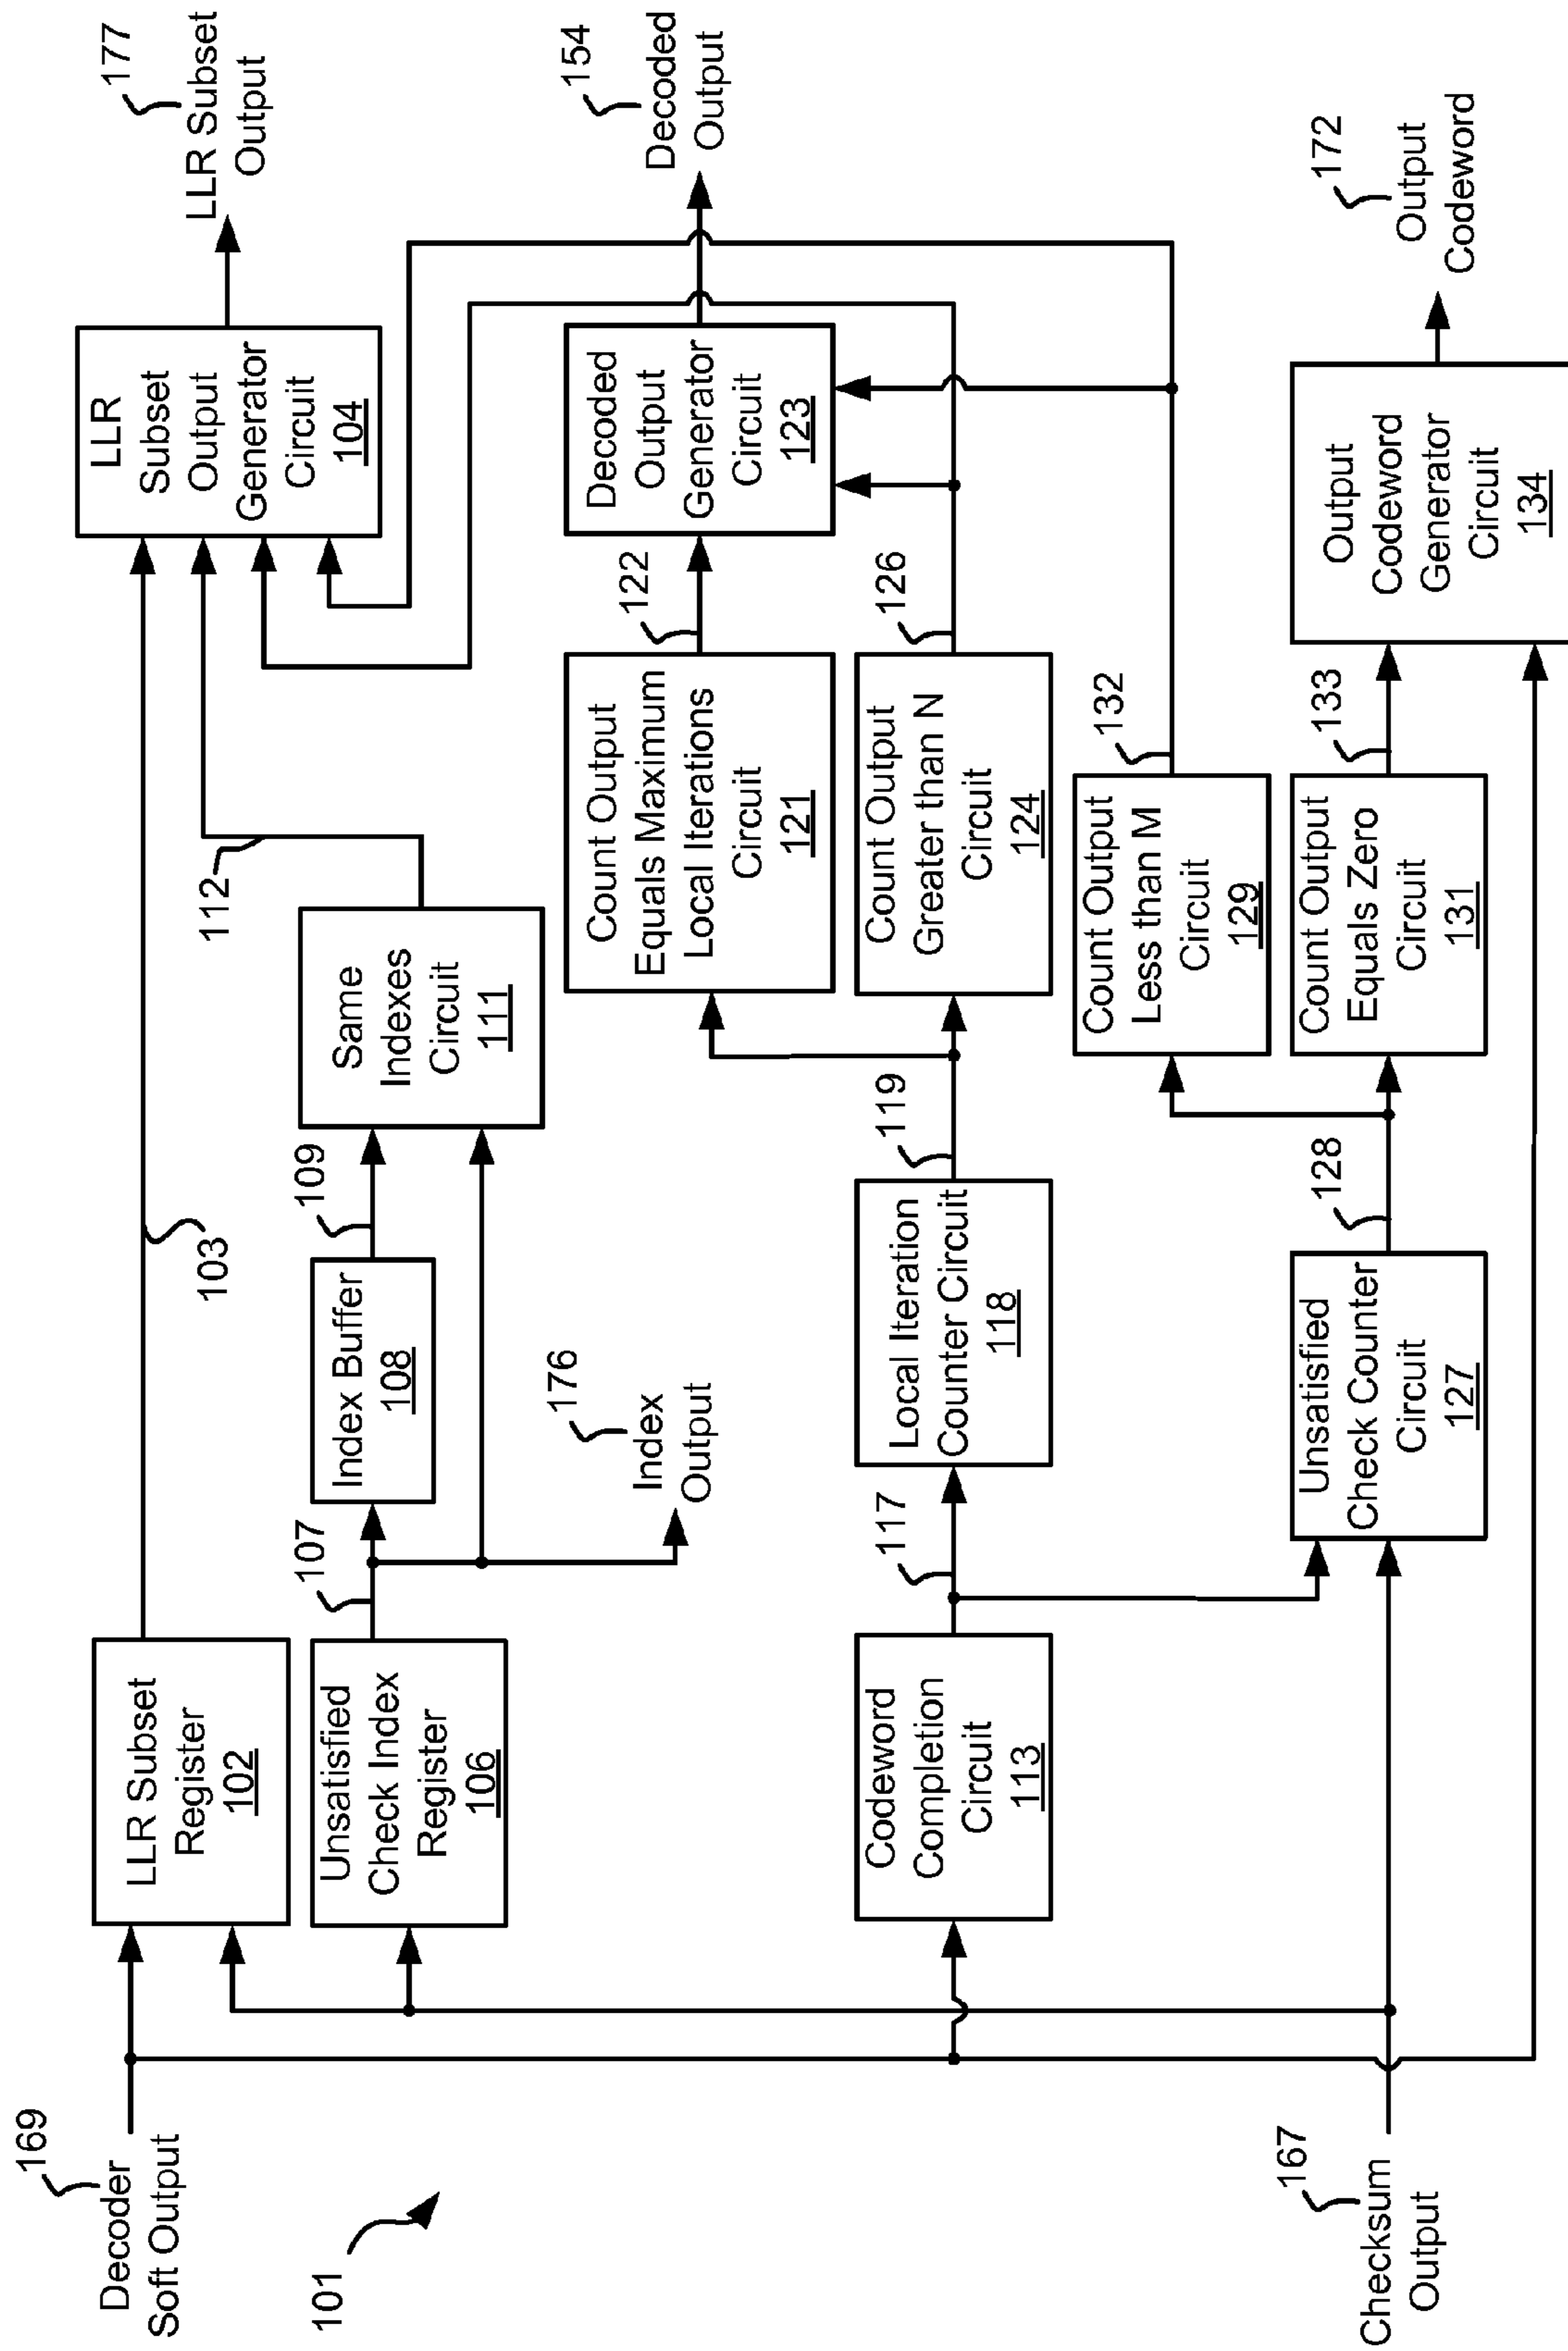 169
Decoder
Soft Output
101
167
Checksum
Output
LLR Subset
Register
102
Unsatisfied
Check Index
Register
106
107
Index Buffer
108
109
103
176
Index
Output
Same
Indexes
Circuit
111
112
LLR
Subset
Output
Generator
Circuit
104
177
LLR Subset
Output
Codeword
Completion
Circuit
113
117
Local Iteration
Counter Circuit
118
119
Count Output
Equals Maximum
Local Iterations
Circuit
121
122
Decoded
Output
Generator
Circuit
123
154
Decoded
Output
Count Output
Greater than N
Circuit
124
126
Unsatisfied
Check Counter
Circuit
127
128
Count Output
Less than M
Circuit
129
132
Count Output
Equals Zero
Circuit
131
133
Output
Codeword
Generator
Circuit
134
172
Output
Codeword